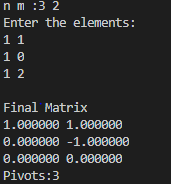 n m :3 2
Enter the elements:
1 1
1 0
1 2
Final Matrix
1.000000 1.000000
0.000000 -1.000000
0.000000 0.000000
Pivots:3